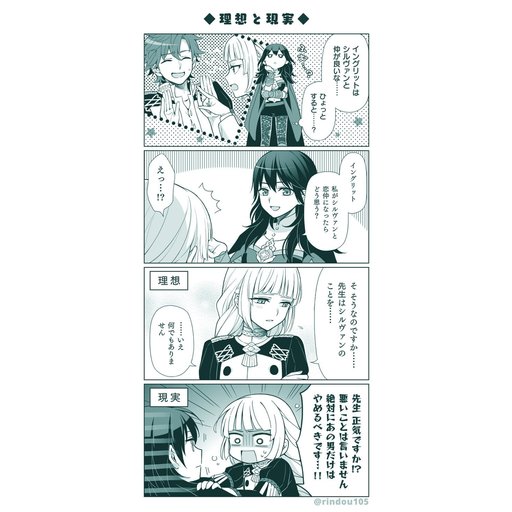 ◆理想と現実◆
イングリットは
シルヴァンと
仲が良いな……
ひょっと
すると……?
イングリット
私がシルヴァンと
恋仲になったら
どう思う?
えっ…!?
理想
そ そうなのですか……
先生はシルヴァンの
ことを……
……いえ
何でもありま
せん
現実
先生 正気ですか!?
悪いことは言いません
絶対にあの男だけは
やめるべきです…!!
@rindou105